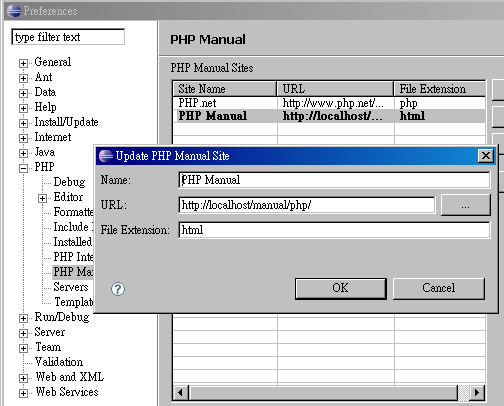 Preferences
type filter text
General
Ant
Data
Help
Install/Update
Internet
Java
PHP
Debug
Editor
Formatte
Include
Installed
PHP Inte
PHP Ma
Servers
Templat
Run/Debug
Server
Team
Validation
Web and XML
Web Services
PHP Manual
PHP Manual Sites
Site Name URL File Extension
PHP.net http://www.php.net/... php
PHP Manual http://localhost/... html
Update PHP Manual Site
Name: PHP Manual
URL: http://localhost/manual/php/ ...
File Extension: html
? OK Cancel